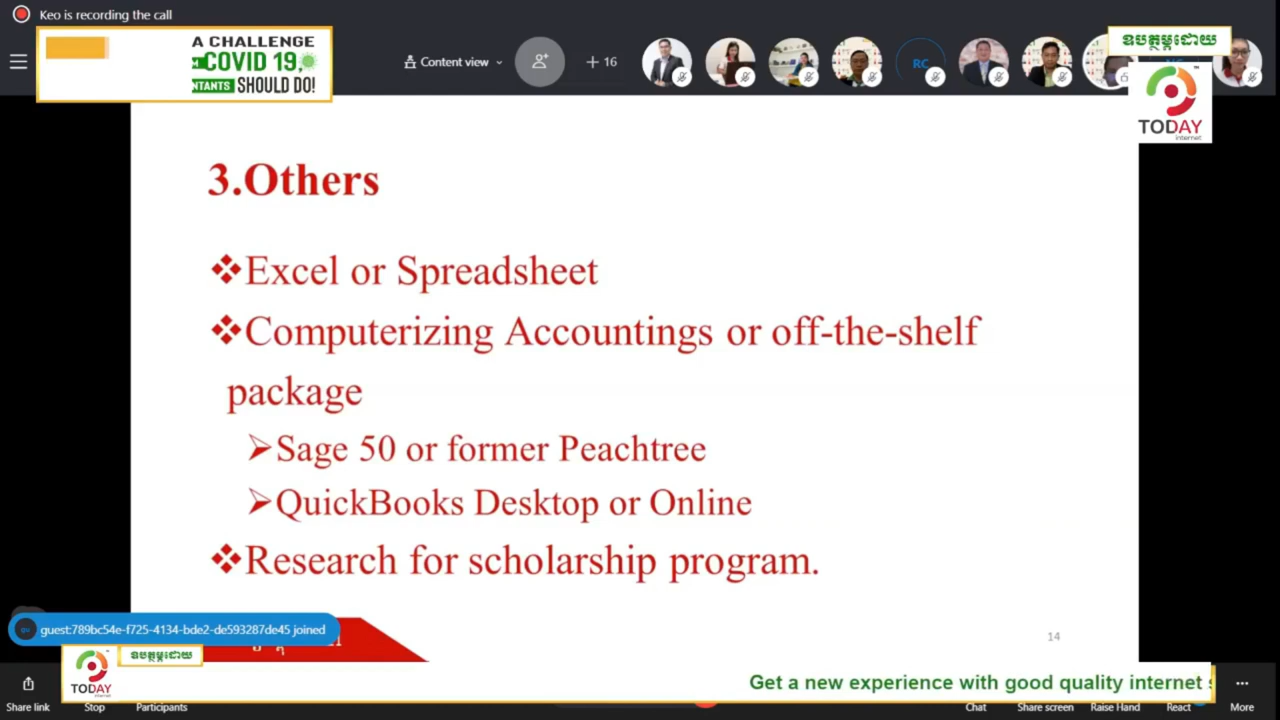 Keo is recording the call
A CHALLENGE
COVID 19,
NTANTS SHOULD DO!
Content view
+ 16
RC
ឧបត្ថម្ភដោយ
TODAY
internet
3.Others
❖Excel or Spreadsheet
❖Computerizing Accountings or off-the-shelf
package
➢Sage 50 or former Peachtree
➢QuickBooks Desktop or Online
❖Research for scholarship program.
guest:789bc54e-f725-4134-bde2-de593287de45 joined
14
ឧបត្ថម្ភដោយ
TODAY
internet
Get a new experience with good quality internet
Share link
Stop
Participants
Chat
Share screen
Raise Hand
React
More